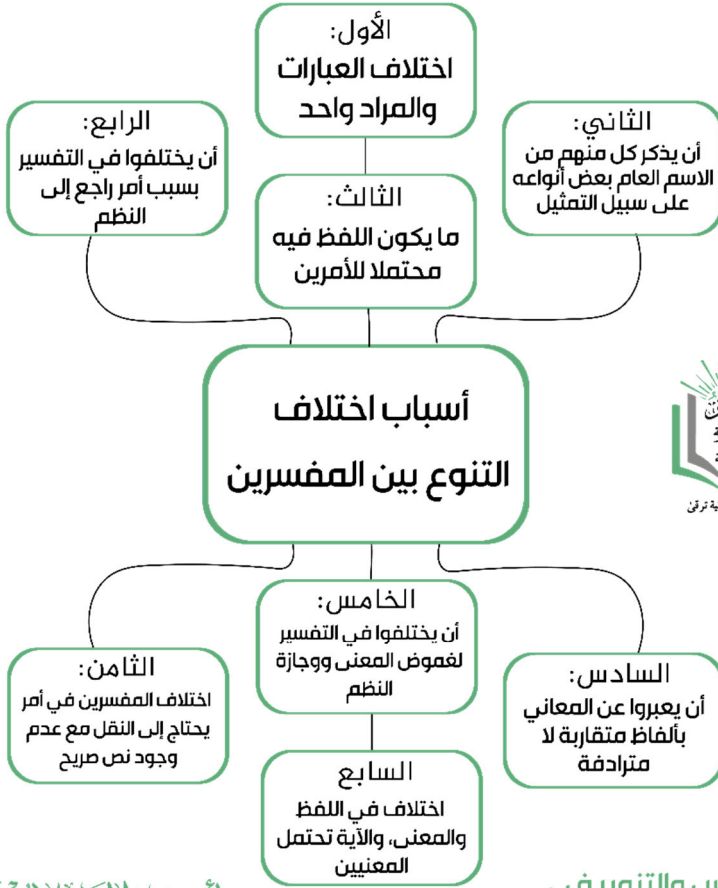 الأول:
اختلاف العبارات
والمراد واحد
الثاني:
أن يذكر كل منهم من
الاسم العام بعض أنواعه
على سبيل التمثيل
الثالث:
ما يكون اللفظ فيه
محتملا للأمرين
الرابع:
أن يختلفوا في التفسير
بسبب أمر راجع إلى
النظم
أسباب اختلاف
التنوع بين المفسرين
ية ترقى
الخامس:
أن يختلفوا في التفسير
لغموض المعنى ووجازة
النظم
السادس:
أن يعبروا عن المعاني
بألفاظ متقاربة لا
مترادفة
السابع
اختلاف في اللفظ
والمعنى، والآية تحتمل
المعنيين
الثامن:
اختلاف المفسرين في أمر
يحتاج إلى النقل مع عدم
وجود نص صريح